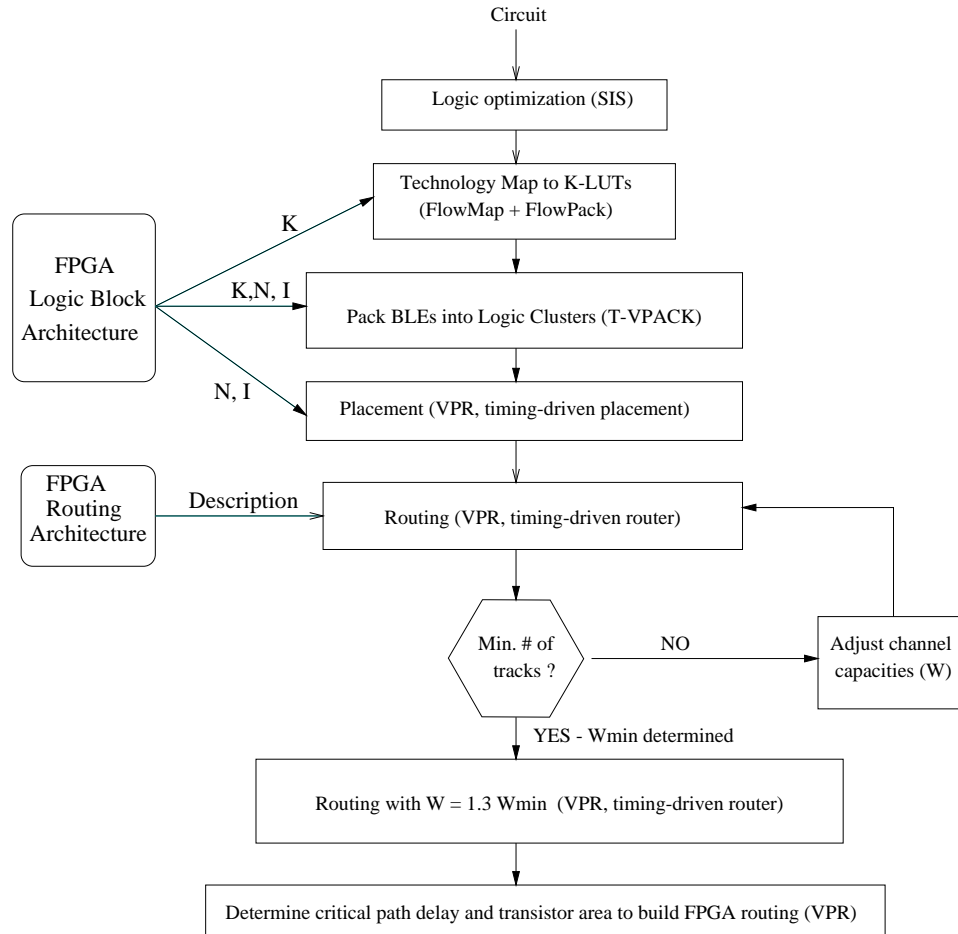 Circuit
Logic optimization (SIS)
Technology Map to K-LUTs
(FlowMap + FlowPack)
K
FPGA
Logic Block
Architecture
K,N, I
Pack BLEs into Logic Clusters (T-VPACK)
N, I
Placement (VPR, timing-driven placement)
FPGA
Routing
Architecture
Description
Routing (VPR, timing-driven router)
Min. # of
tracks ?
NO
Adjust channel
capacities (W)
YES - Wmin determined
Routing with W = 1.3 Wmin (VPR, timing-driven router)
Determine critical path delay and transistor area to build FPGA routing (VPR)